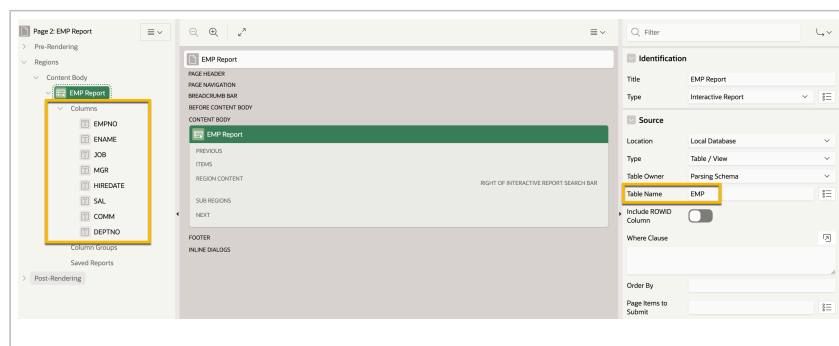 Page 2: EMP Report
Pre-Rendering
Regions
Content Body
EMP Report
Columns
EMPNO
ENAME
JOB
MGR
HIREDATE
SAL
COMM
DEPTNO
Column Groups
Saved Reports
Post-Rendering
EMP Report
PAGE HEADER
PAGE NAVIGATION
BREADCRUMB BAR
BEFORE CONTENT BODY
CONTENT BODY
EMP Report
PREVIOUS
ITEMS
REGION CONTENT
RIGHT OF INTERACTIVE REPORT SEARCH BAR
SUB REGIONS
NEXT
FOOTER
INLINE DIALOGS
Filter
Identification
Title EMP Report
Type Interactive Report
Source
Location Local Database
Type Table / View
Table Owner Parsing Schema
Table Name EMP
Include ROWID
Column
Where Clause
Order By
Page Items to
Submit